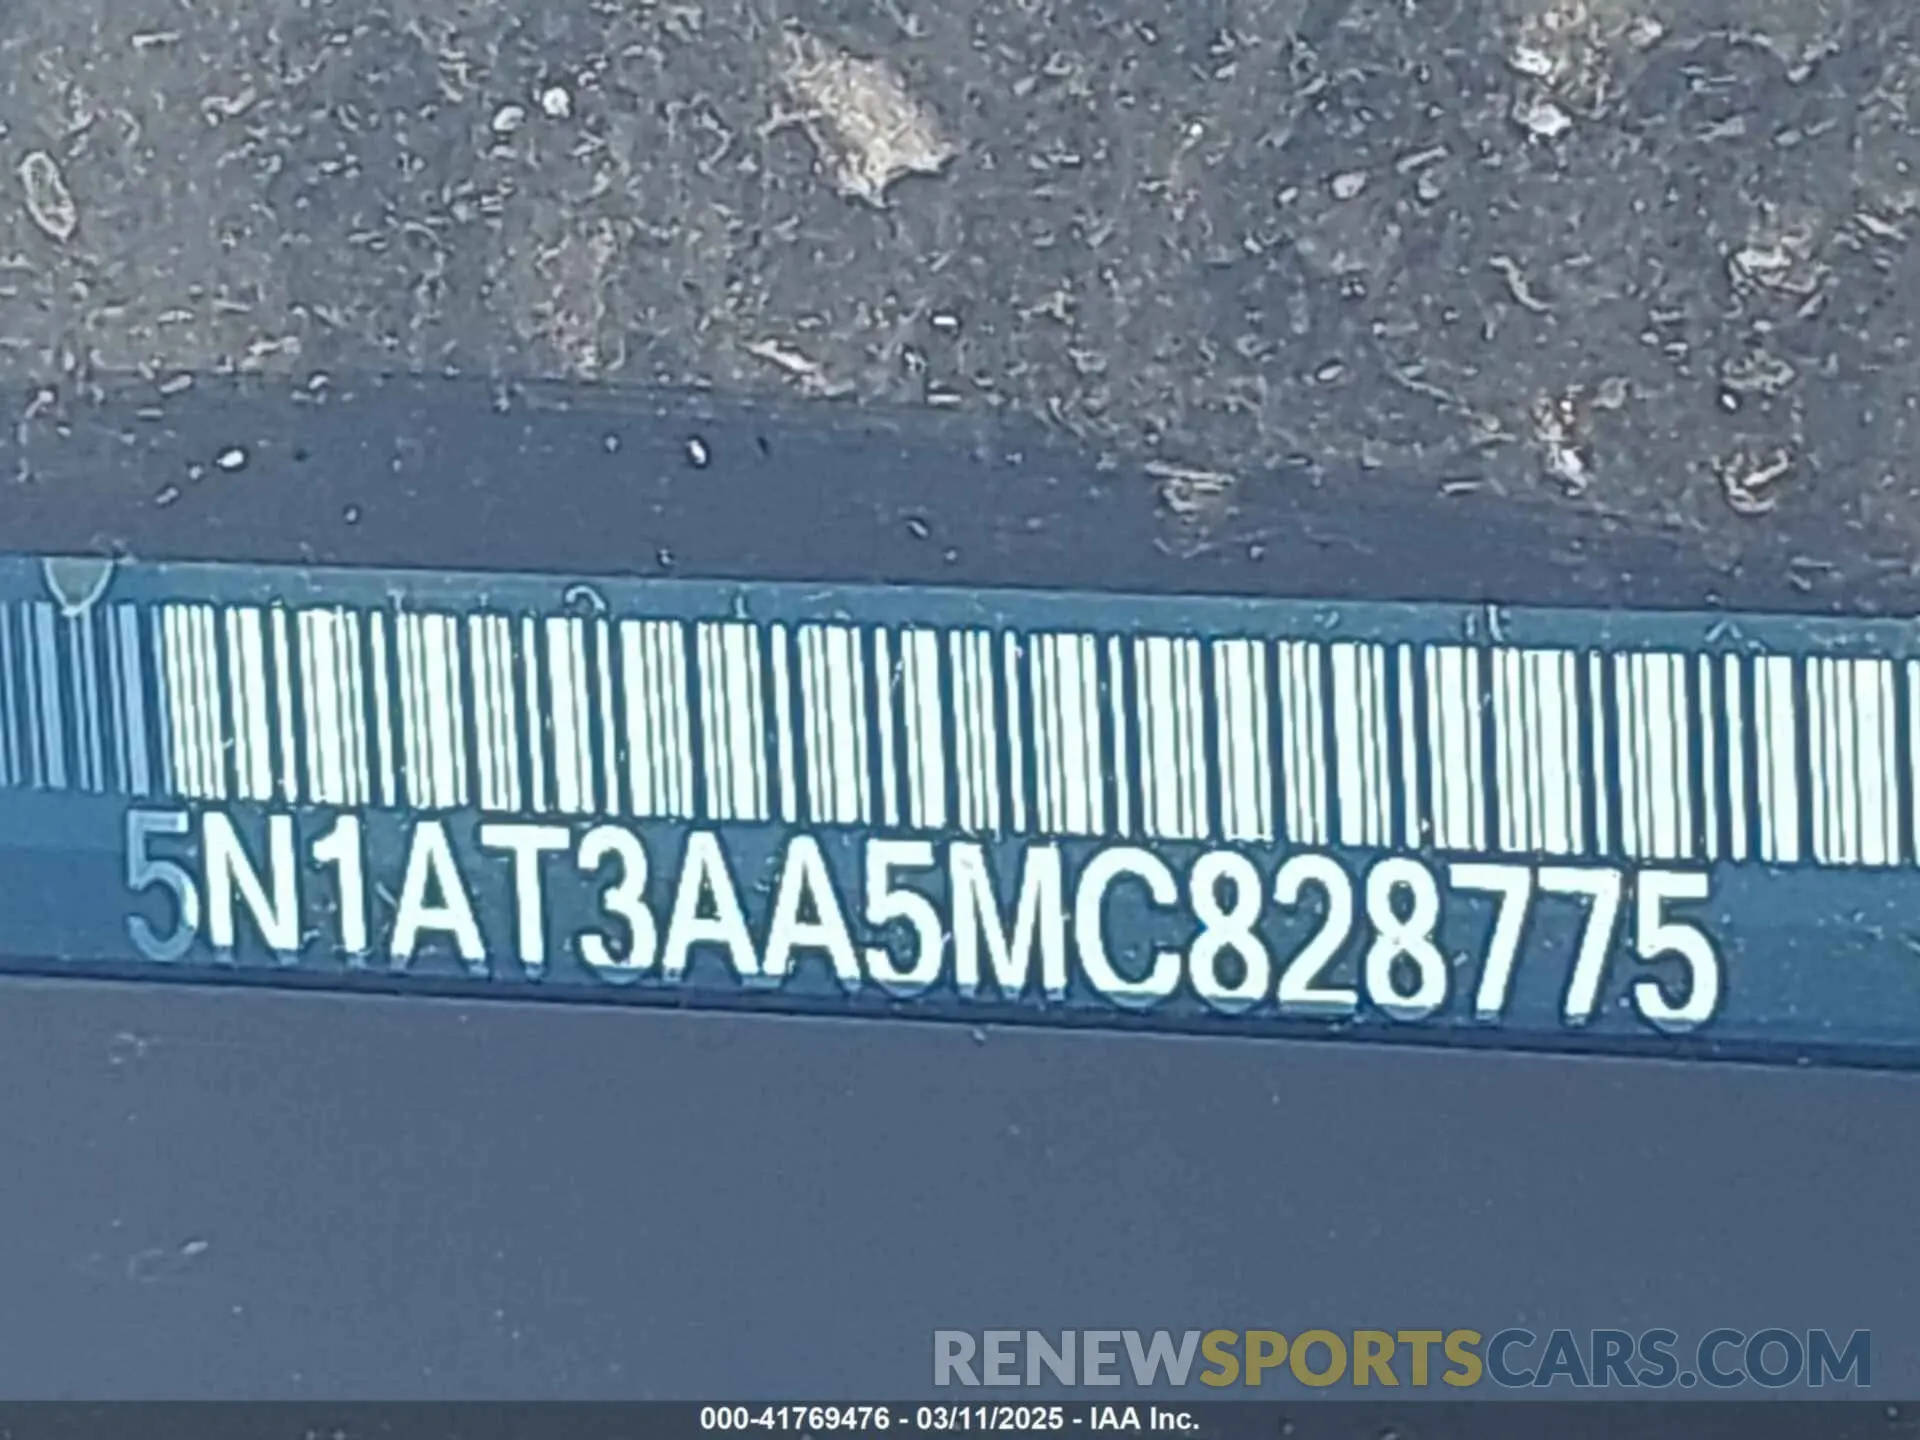 5N1AT3AA5MC828775
RENEWSPORTSCARS.COM
000-41769476 - 03/11/2025 - IAA Inc.